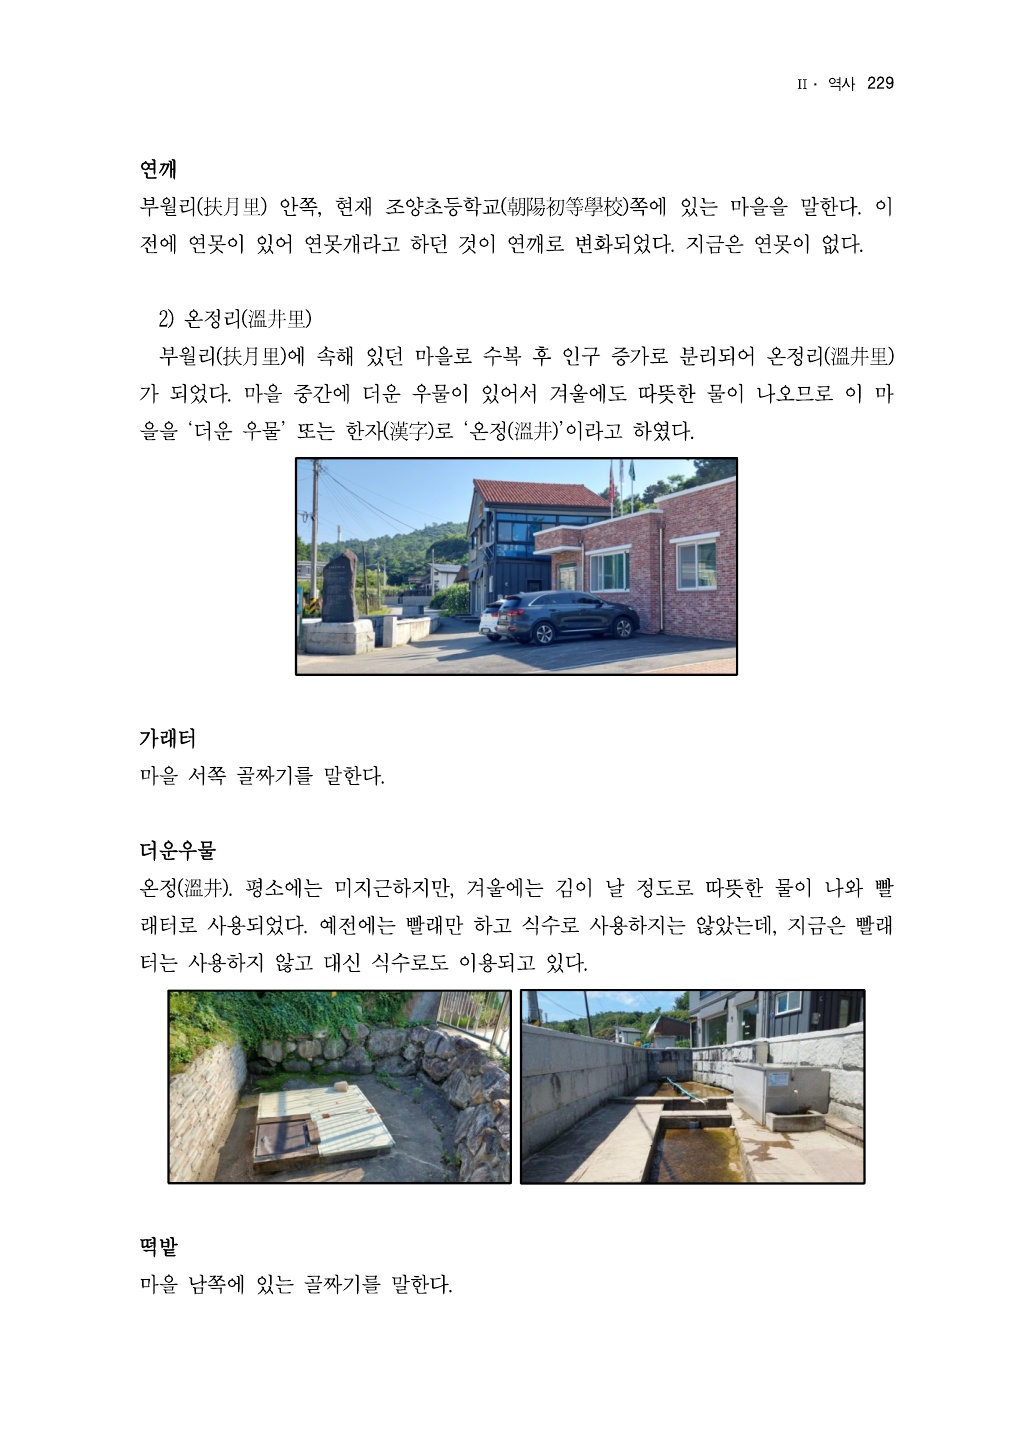 II · 역사 229
연깨
부월리(扶月里) 안쪽, 현재 조양초등학교(朝陽初等學校)쪽에 있는 마을을 말한다. 이
전에 연못이 있어 연못개라고 하던 것이 연깨로 변화되었다. 지금은 연못이 없다.
2) 온정리(溫井里)
부월리(扶月里)에 속해 있던 마을로 수복 후 인구 증가로 분리되어 온정리(溫井里)
가 되었다. 마을 중간에 더운 우물이 있어서 겨울에도 따뜻한 물이 나오므로 이 마
을을 ‘더운 우물’ 또는 한자(漢字)로 ‘온정(溫井)’이라고 하였다.
가래터
마을 서쪽 골짜기를 말한다.
더운우물
온정(溫井). 평소에는 미지근하지만, 겨울에는 김이 날 정도로 따뜻한 물이 나와 빨
래터로 사용되었다. 예전에는 빨래만 하고 식수로 사용하지는 않았는데, 지금은 빨래
터는 사용하지 않고 대신 식수로도 이용되고 있다.
떡밭
마을 남쪽에 있는 골짜기를 말한다.